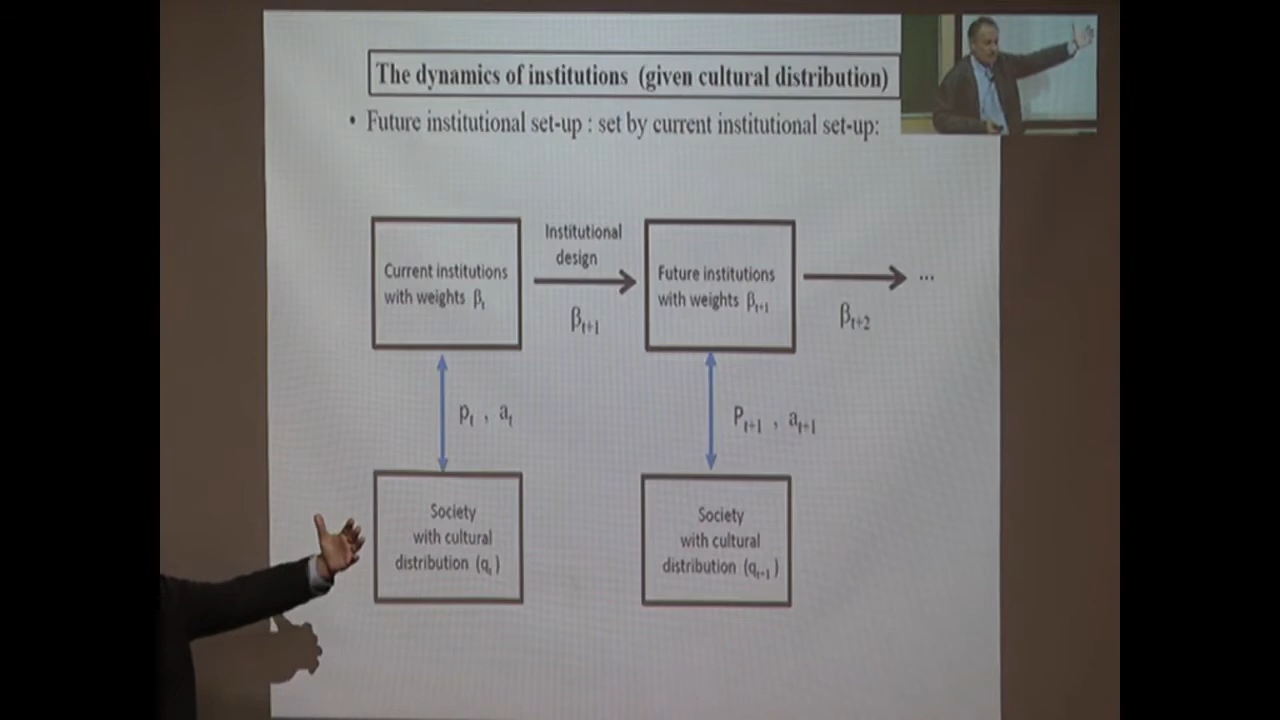 The dynamics of institutions (given cultural distribution)
• Future institutional set-up : set by current institutional set-up:
Current institutions
with weights βt
Institutional
design
βt+1
Future institutions
with weights βt+1
βt+2
...
pt , at
Pt+1 , at+1
Society
with cultural
distribution (qt )
Society
with cultural
distribution (qt+1 )